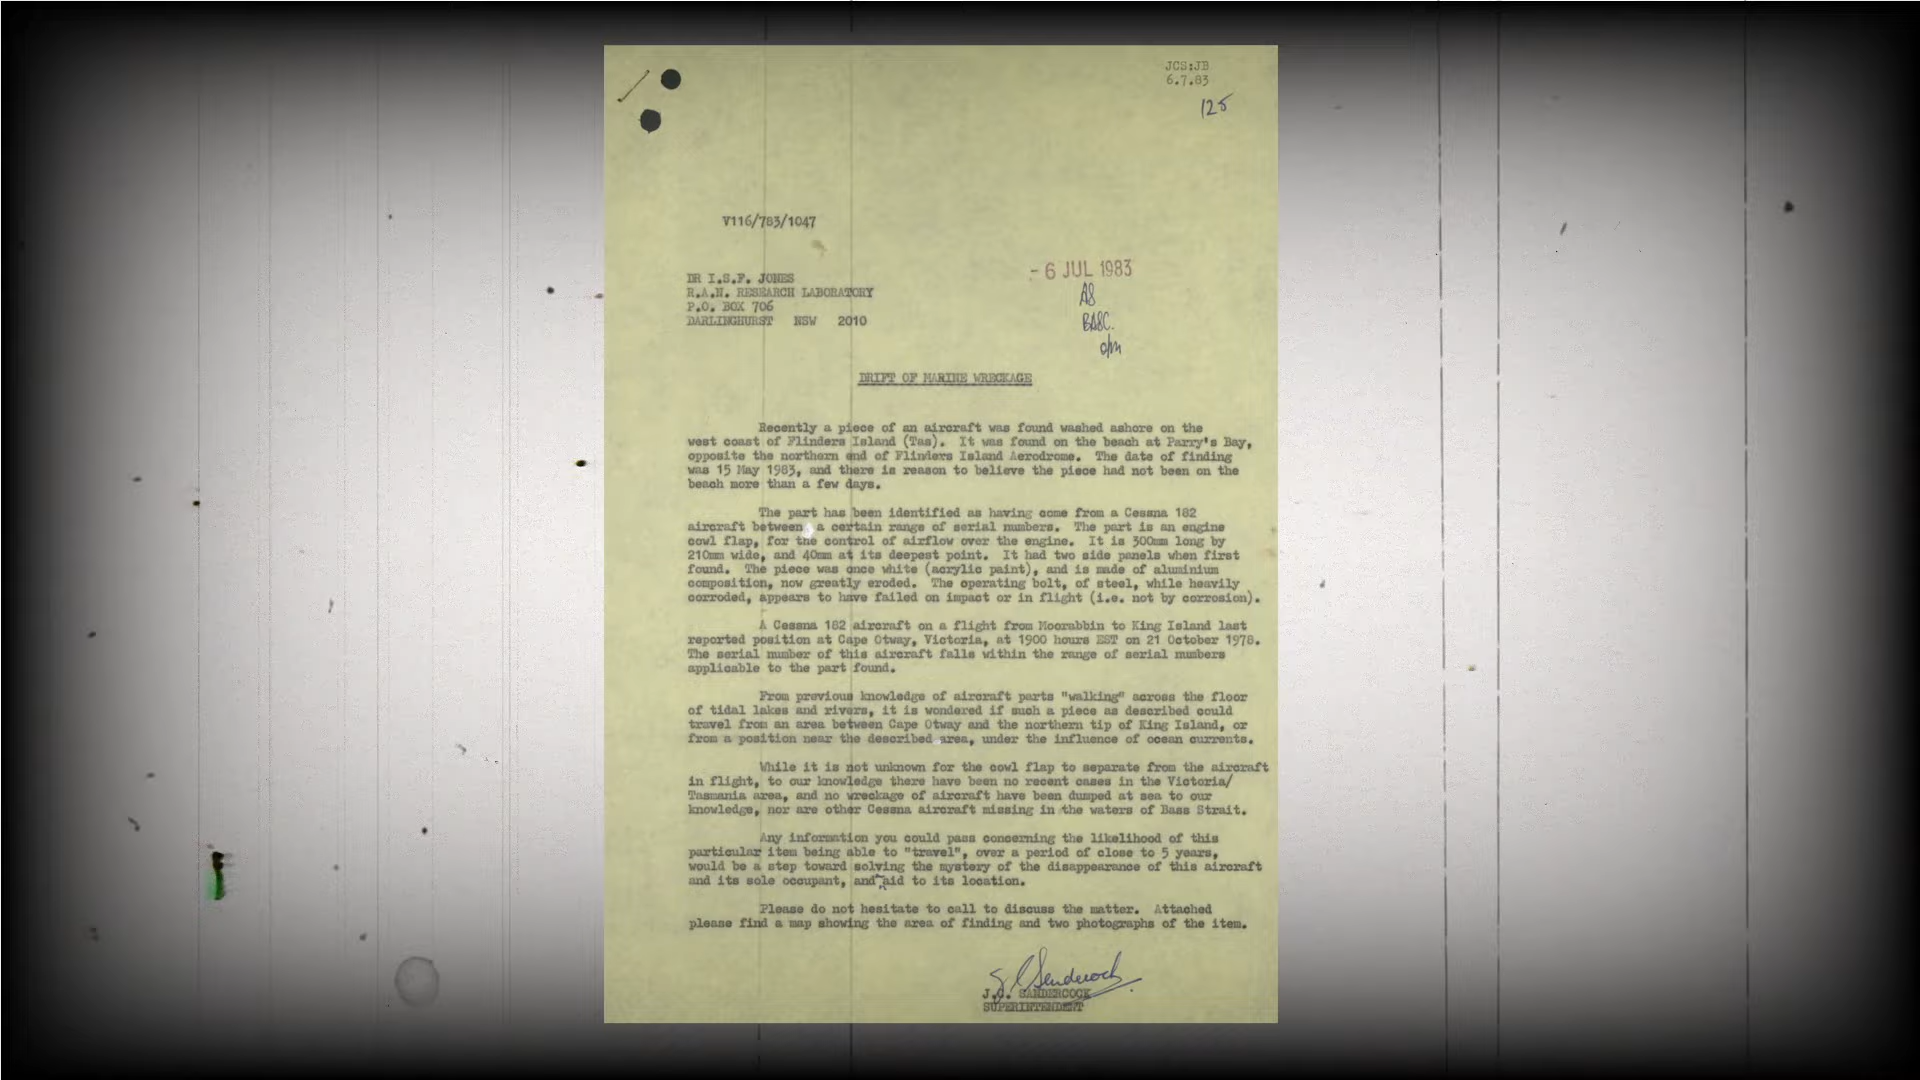 JCS:JB
6.7.83
125
V116/783/1047
DR I.S.F. JONES
R.A.N. RESEARCH LABORATORY
P.O. BOX 706
DARLINGHURST NSW 2010
- 6 JUL 1983
AS
BASC.
DRIFT OF MARINE WRECKAGE
Recently a piece of an aircraft was found washed ashore on the
west coast of Flinders Island (Tas). It was found on the beach at Parry's Bay,
opposite the northern end of Flinders Island Aerodrome. The date of finding
was 15 May 1983, and there is reason to believe the piece had not been on the
beach more than a few days.
The part has been identified as having come from a Cessna 182
aircraft between a certain range of serial numbers. The part is an engine
cowl flap, for the control of airflow over the engine. It is 300mm long by
210mm wide, and 40mm at its deepest point. It had two side panels when first
found. The piece was once white (acrylic paint), and is made of aluminium
composition, now greatly eroded. The operating bolt, of steel, while heavily
corroded, appears to have failed on impact or in flight (i.e. not by corrosion).
A Cessna 182 aircraft on a flight from Moorabbin to King Island last
reported position at Cape Otway, Victoria, at 1900 hours EST on 21 October 1978.
The serial number of this aircraft falls within the range of serial numbers
applicable to the part found.
From previous knowledge of aircraft parts "walking" across the floor
of tidal lakes and rivers, it is wondered if such a piece as described could
travel from an area between Cape Otway and the northern tip of King Island, or
from a position near the described area, under the influence of ocean currents.
While it is not unknown for the cowl flap to separate from the aircraft
in flight, to our knowledge there have been no recent cases in the Victoria/
Tasmania area, and no wreckage of aircraft have been dumped at sea to our
knowledge, nor are other Cessna aircraft missing in the waters of Bass Strait.
Any information you could pass concerning the likelihood of this
particular item being able to "travel", over a period of close to 5 years,
would be a step toward solving the mystery of the disappearance of this aircraft
and its sole occupant, and aid to its location.
Please do not hesitate to call to discuss the matter. Attached
please find a map showing the area of finding and two photographs of the item.
J.C. SANDERCOCK
SUPERINTENDENT